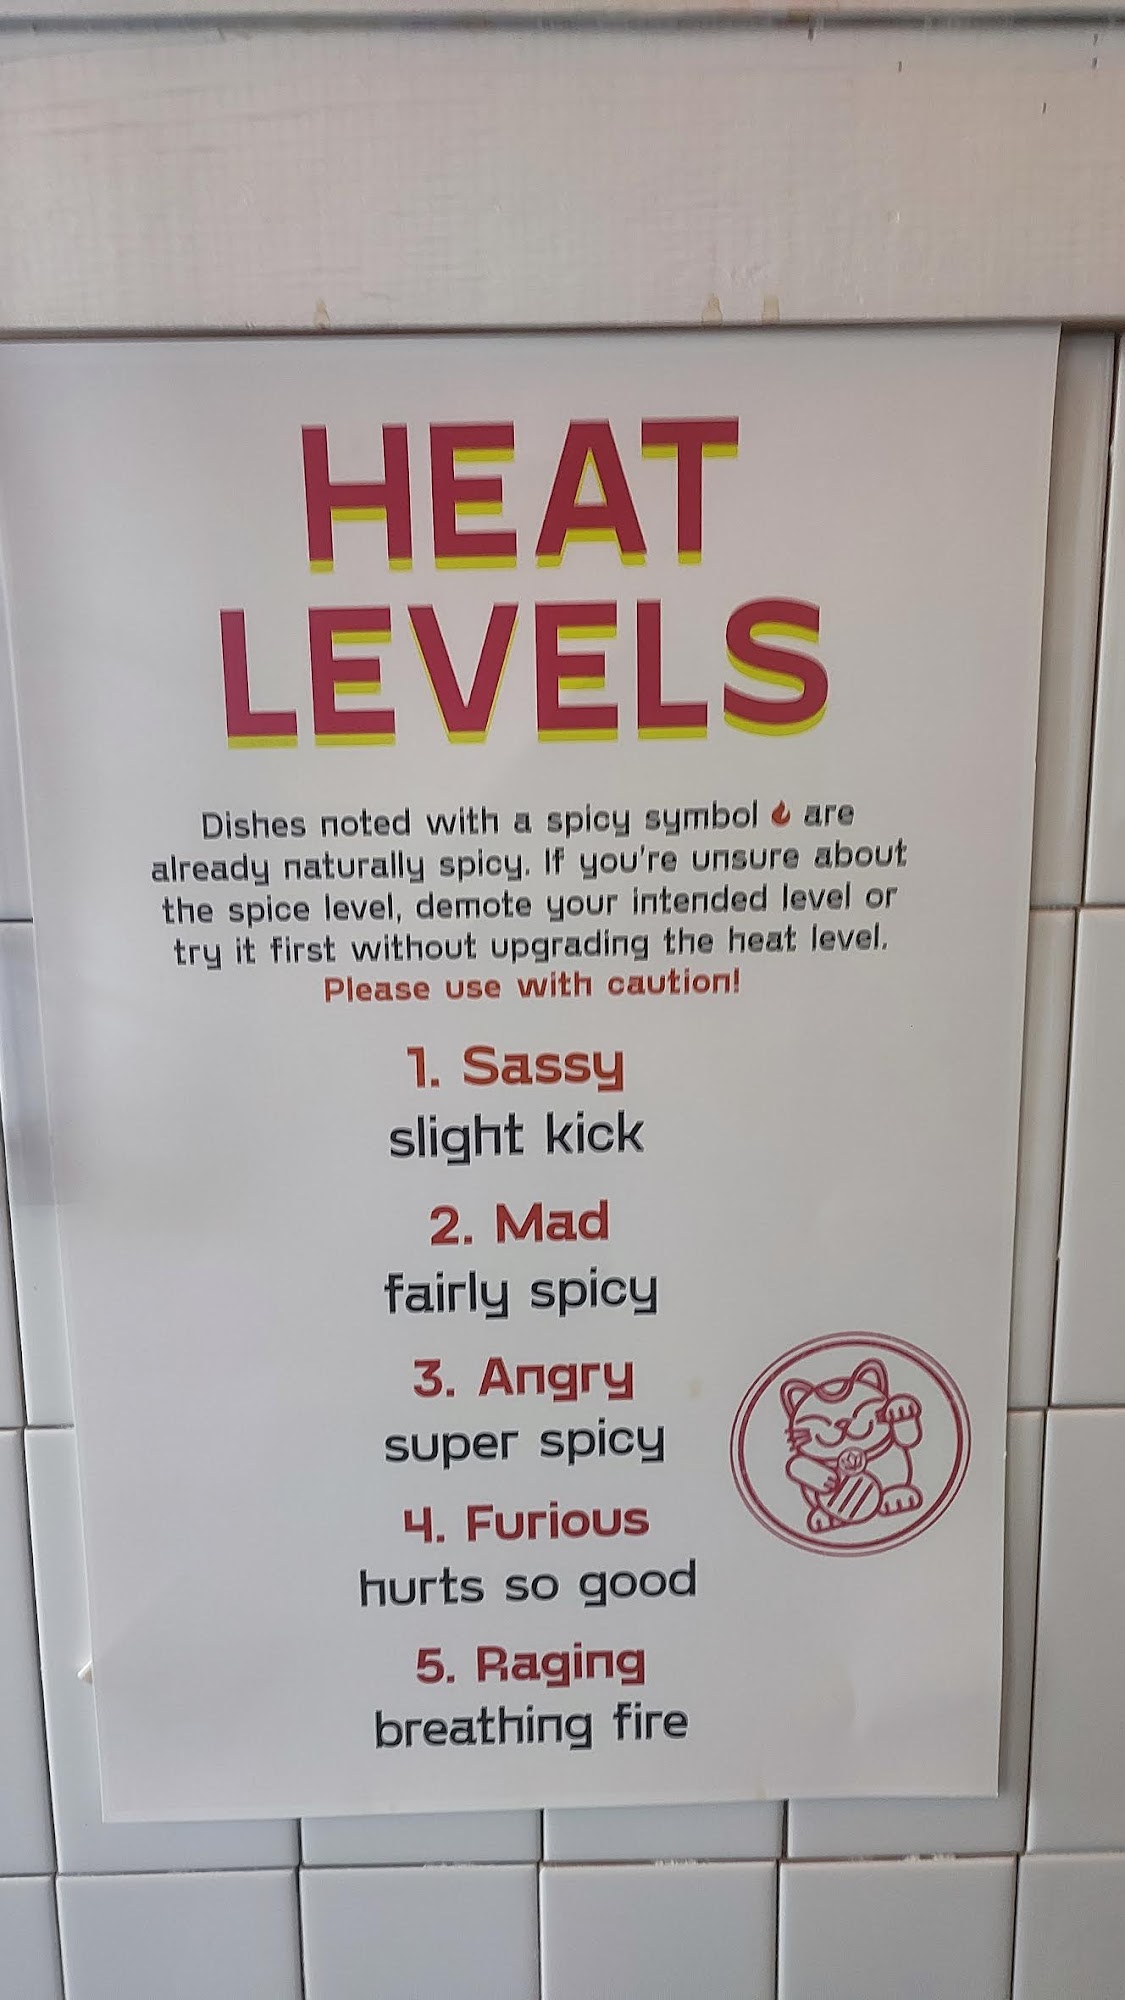 HEAT
LEVELS
Dishes noted with a spicy symbol are
already naturally spicy. If you're unsure about
the spice level, demote your intended level or
try it first without upgrading the heat level.
Please use with caution!
1. Sassy
slight kick
2. Mad
fairly spicy
3. Angry
super spicy
4. Furious
hurts so good
5. Raging
breathing fire